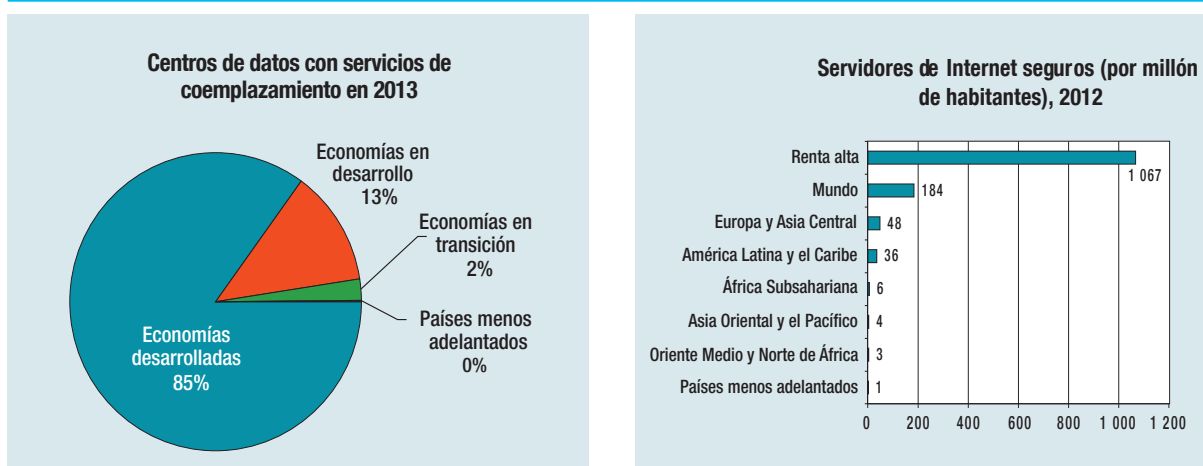 Centros de datos con servicios de
coemplazamiento en 2013
Economías en
desarrollo
13%
Economías en
transición
2%
Países menos
adelantados
0%
Economías
desarrolladas
85%
Servidores de Internet seguros (por millón
de habitantes), 2012
Renta alta
1 067
Mundo
184
Europa y Asia Central
48
América Latina y el Caribe
36
África Subsahariana
6
Asia Oriental y el Pacífico
4
Oriente Medio y Norte de África
3
Países menos adelantados
1
0 200 400 600 800 1 000 1 200